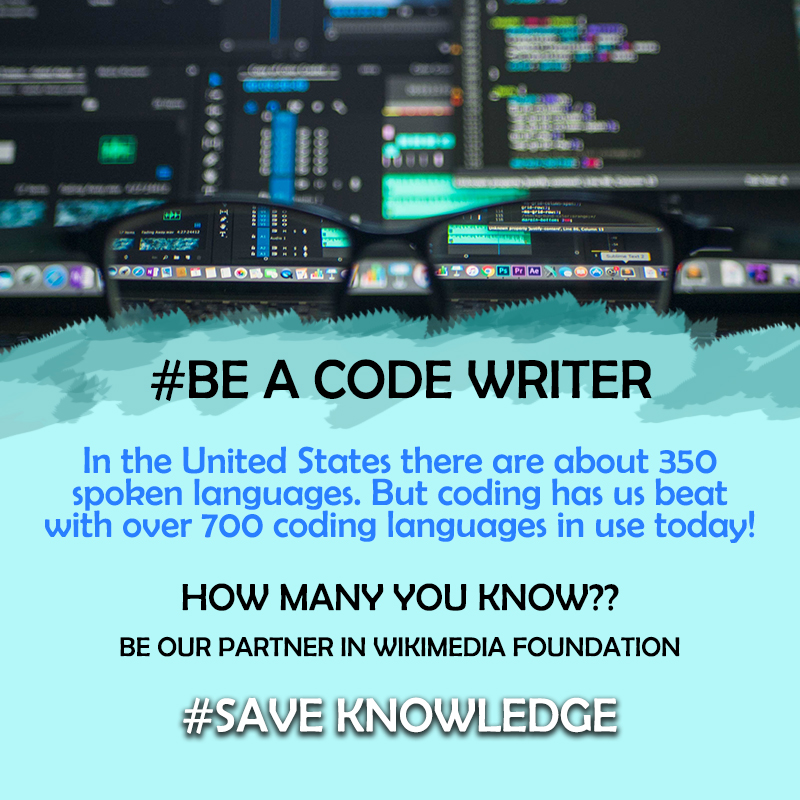 #BE A CODE WRITER
In the United States there are about 350
spoken languages. But coding has us beat
with over 700 coding languages in use today!
HOW MANY YOU KNOW??
BE OUR PARTNER IN WIKIMEDIA FOUNDATION
#SAVE KNOWLEDGE